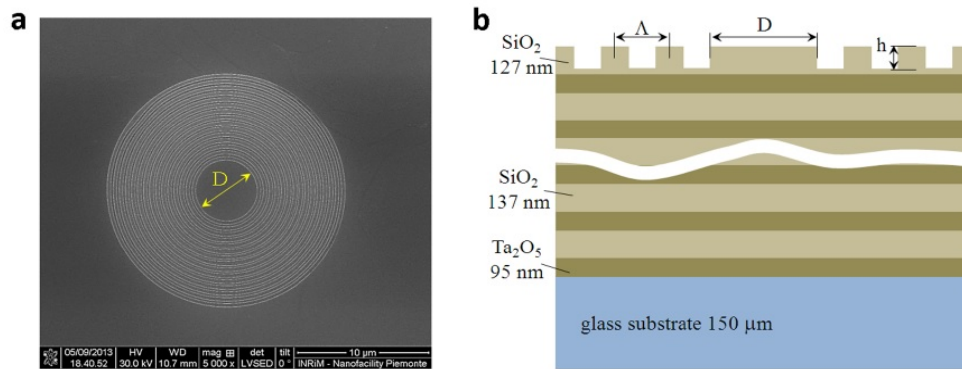 a
D
05/09/2013 HV WD mag ⊞ det tilt 10 µm
18.40.52 30.0 kV 10.7 mm 5 000 x LVSED 0 ° INRiM - Nanofacility Piemonte
b
Λ
D
h
SiO₂
127 nm
SiO₂
137 nm
Ta₂O₅
95 nm
glass substrate 150 µm